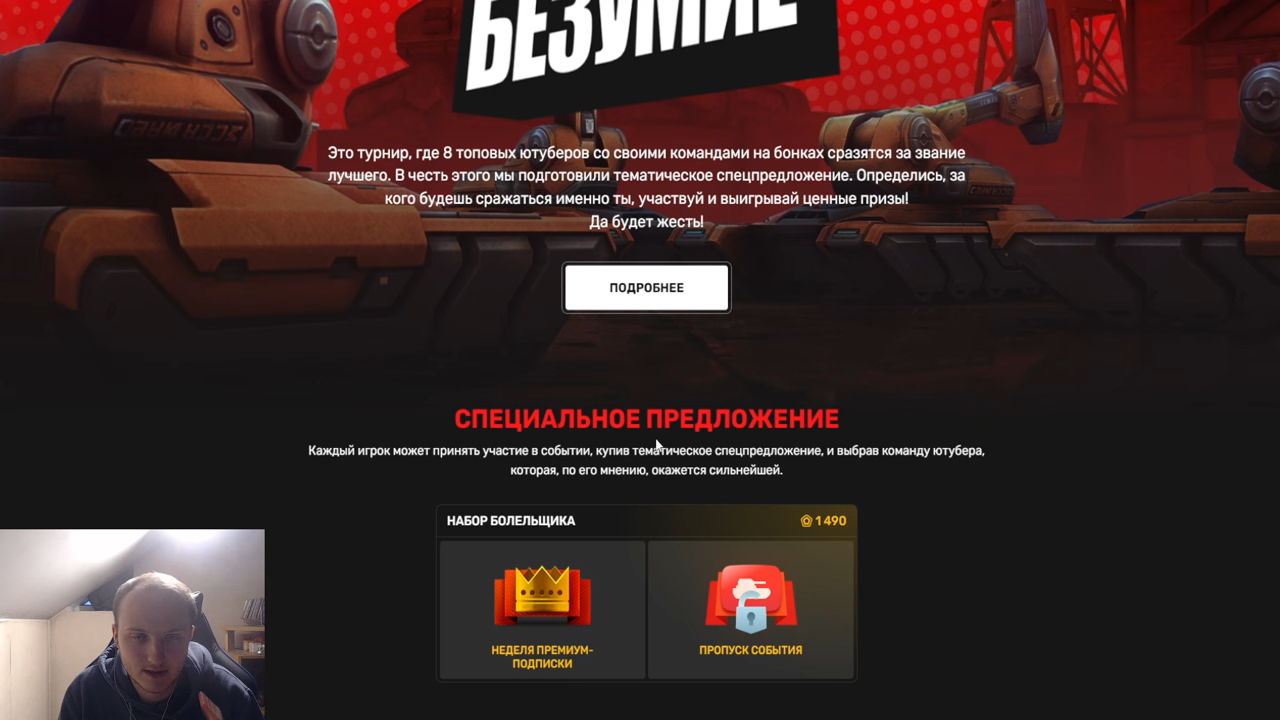 БЕЗУМИЕ
Это турнир, где 8 топовых ютуберов со своими командами на бонках сразятся за звание
лучшего. В честь этого мы подготовили тематическое спецпредложение. Определись, за
кого будешь сражаться именно ты, участвуй и выигрывай ценные призы!
Да будет жесть!
ПОДРОБНЕЕ
СПЕЦИАЛЬНОЕ ПРЕДЛОЖЕНИЕ
Каждый игрок может принять участие в событии, купив тематическое спецпредложение, и выбрав команду ютубера,
которая, по его мнению, окажется сильнейшей.
НАБОР БОЛЕЛЬЩИКА 1 490
НЕДЕЛЯ ПРЕМИУМ-
ПОДПИСКИ
ПРОПУСК СОБЫТИЯ